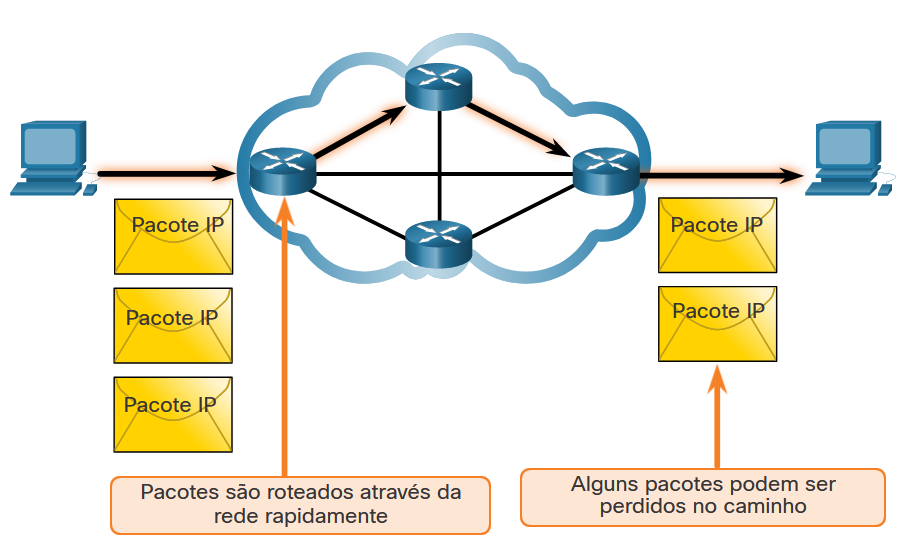 Pacote IP
Pacote IP
Pacote IP
Pacote IP
Pacote IP
Pacotes são roteados através da
rede rapidamente
Alguns pacotes podem ser
perdidos no caminho